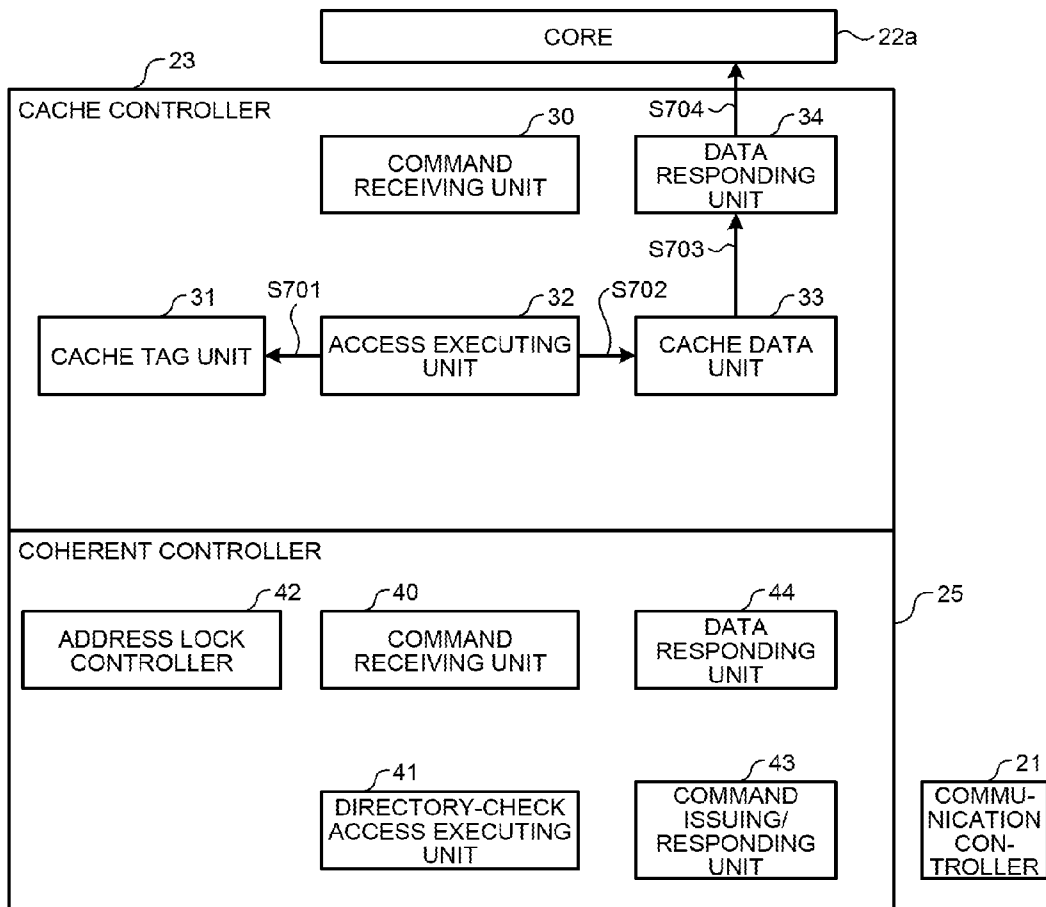 CORE
22a
23
CACHE CONTROLLER
S704
30
34
COMMAND
RECEIVING UNIT
DATA
RESPONDING
UNIT
S703
31
S701
32
S702
33
CACHE TAG UNIT
ACCESS EXECUTING
UNIT
CACHE DATA
UNIT
COHERENT CONTROLLER
42
40
44
25
ADDRESS LOCK
CONTROLLER
COMMAND
RECEIVING UNIT
DATA
RESPONDING
UNIT
41
43
21
DIRECTORY-CHECK
ACCESS EXECUTING
UNIT
COMMAND
ISSUING/
RESPONDING
UNIT
COMMU-
NICATION
CON-
TROLLER